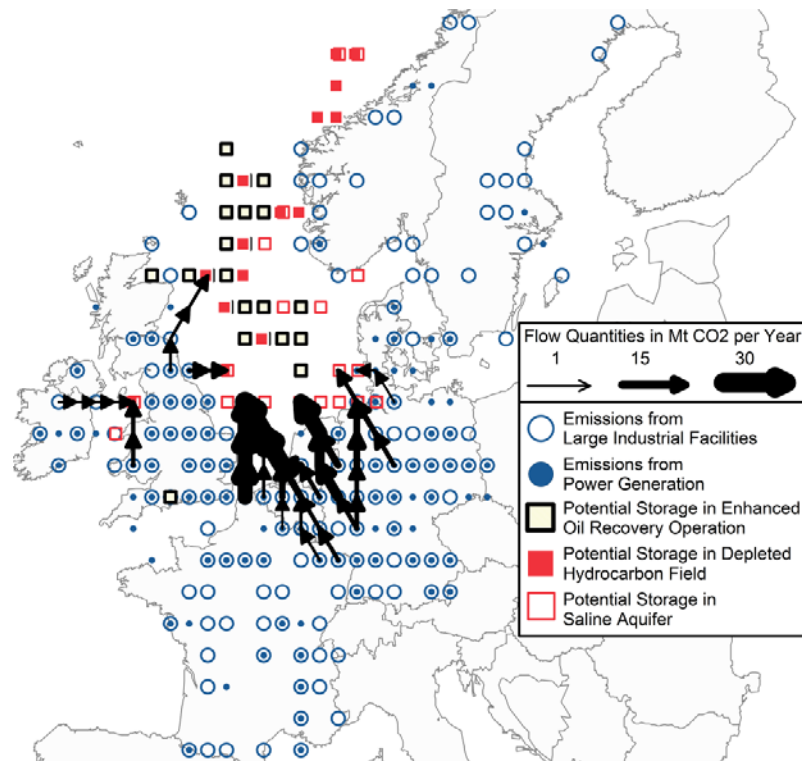 Flow Quantities in Mt CO2 per Year
1 15 30
Emissions from
Large Industrial Facilities
Emissions from
Power Generation
Potential Storage in Enhanced
Oil Recovery Operation
Potential Storage in Depleted
Hydrocarbon Field
Potential Storage in
Saline Aquifer